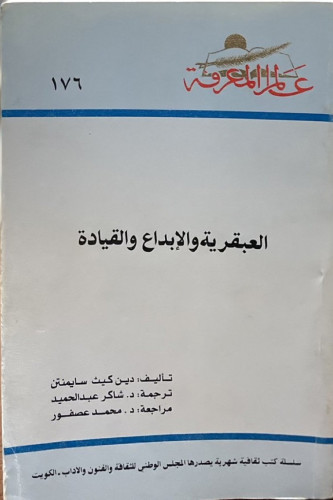 عالم المعرفة
١٧٦
العبقرية والإبداع والقيادة
تأليف: دين كيث سايمنتن
ترجمة: د. شاكر عبدالحميد
مراجعة: د. محمد عصفور
سلسلة كتب ثقافية شهرية يصدرها المجلس الوطني للثقافة والفنون والاداب - الكويت